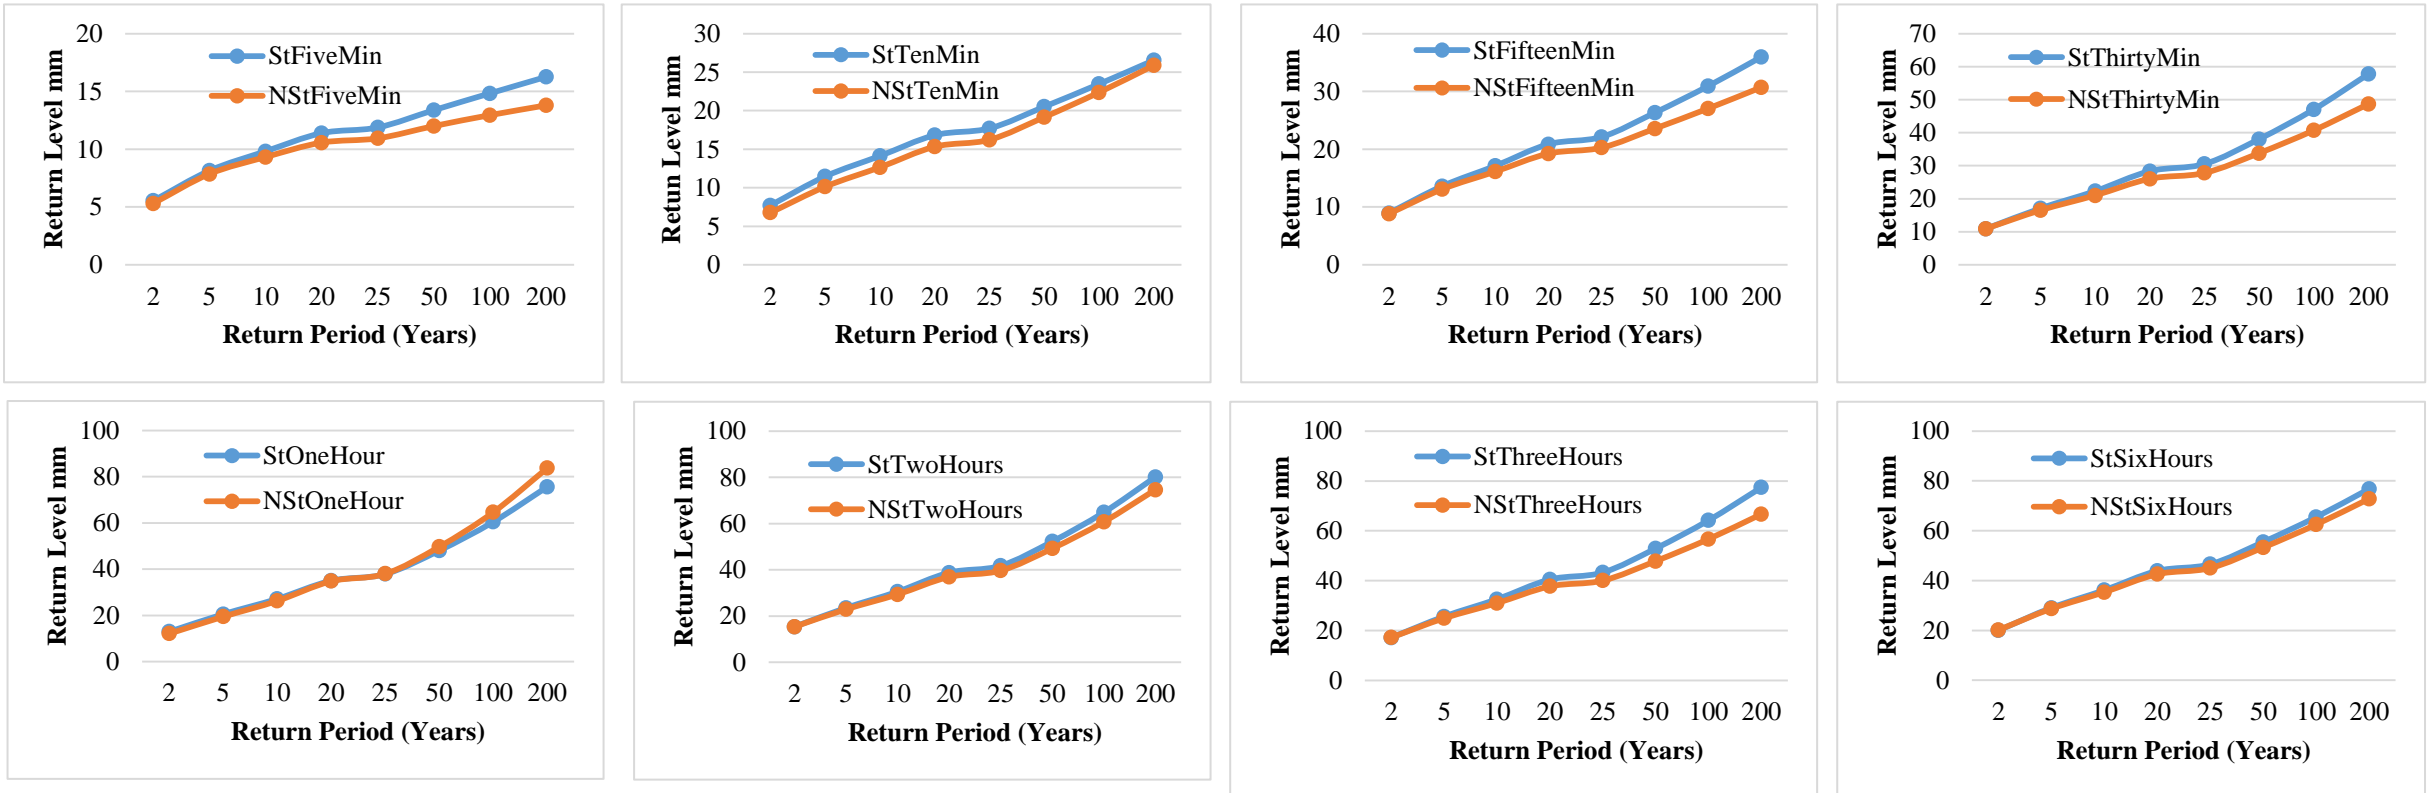 Return Level mm
20
15
10
5
0
StFiveMin
NStFiveMin
2 5 10 20 25 50 100 200
Return Period (Years)
Retun Level mm
30
25
20
15
10
5
0
StTenMin
NStTenMin
2 5 10 20 25 50 100 200
Return Period (Years)
Return Level mm
40
30
20
10
0
StFifteenMin
NStFifteenMin
2 5 10 20 25 50 100 200
Return Period (Years)
Return Level mm
70
60
50
40
30
20
10
0
StThirtyMin
NStThirtyMin
2 5 10 20 25 50 100 200
Return Period (Years)
Return Level mm
100
80
60
40
20
0
StOneHour
NStOneHour
2 5 10 20 25 50 100 200
Return Period (Years)
Return Level mm
100
80
60
40
20
0
StTwoHours
NStTwoHours
2 5 10 20 25 50 100 200
Return Period (Years)
Return Level mm
100
80
60
40
20
0
StThreeHours
NStThreeHours
2 5 10 20 25 50 100 200
Return Period (Years)
Return Level mm
100
80
60
40
20
0
StSixHours
NStSixHours
2 5 10 20 25 50 100 200
Return Period (Years)